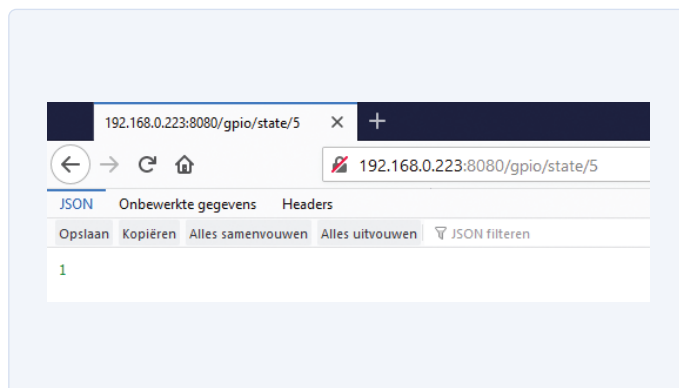 192.168.0.223:8080/gpio/state/5
192.168.0.223:8080/gpio/state/5
JSON Onbewerkte gegevens Headers
Opslaan Kopiëren Alles samenvouwen Alles uitvouwen JSON filteren
1